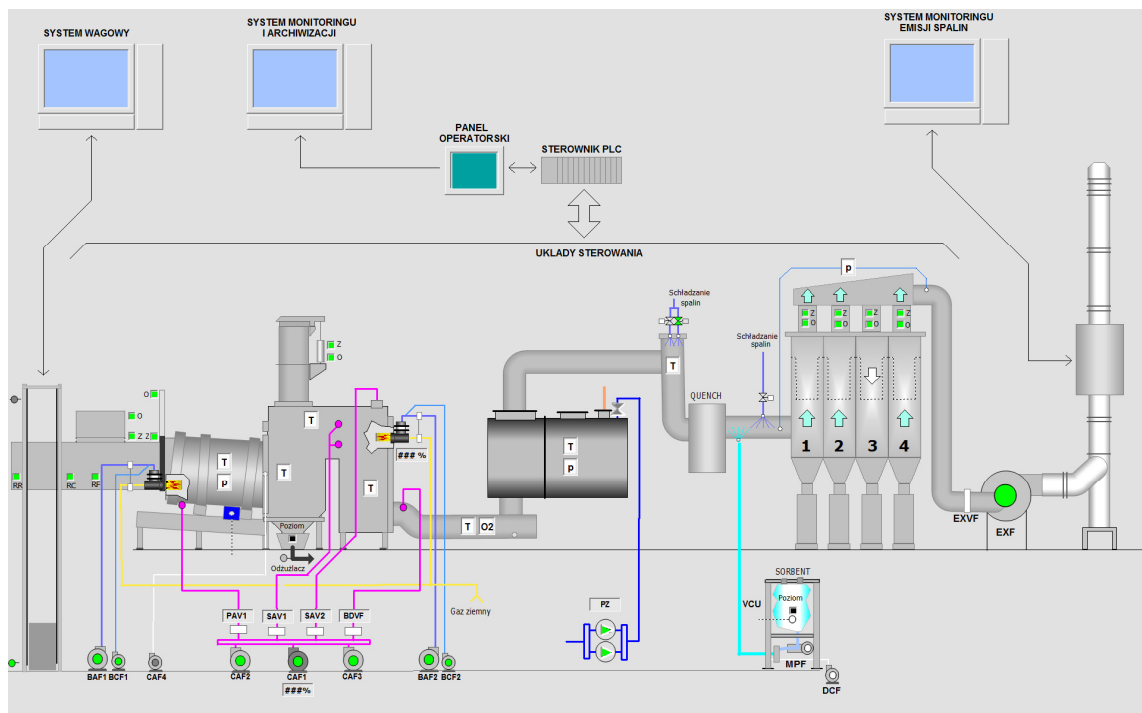 SYSTEM WAGOWY
SYSTEM MONITORINGU
I ARCHIWIZACJI
SYSTEM MONITORINGU
EMISJI SPALIN
PANEL
OPERATORSKI
STEROWNIK PLC
UKLADY STEROWANIA
p
Schładzanie
spalin
Schładzanie
spalin
Z
O
Z
O
Z
O
Z
O
Z
O
T
QUENCH
O
O
Z
Z
T
T
p
T
T
### %
T
p
1
2
3
4
RR
RC
RF
T
O2
EXVF
EXF
Poziom
Odżużlacz
Gaz ziemny
SORBENT
VCU
Poziom
PZ
PAV1
SAV1
SAV2
BDVF
BAF1
BCF1
CAF4
CAF2
CAF1
CAF3
BAF2
BCF2
###%
MPF
DCF